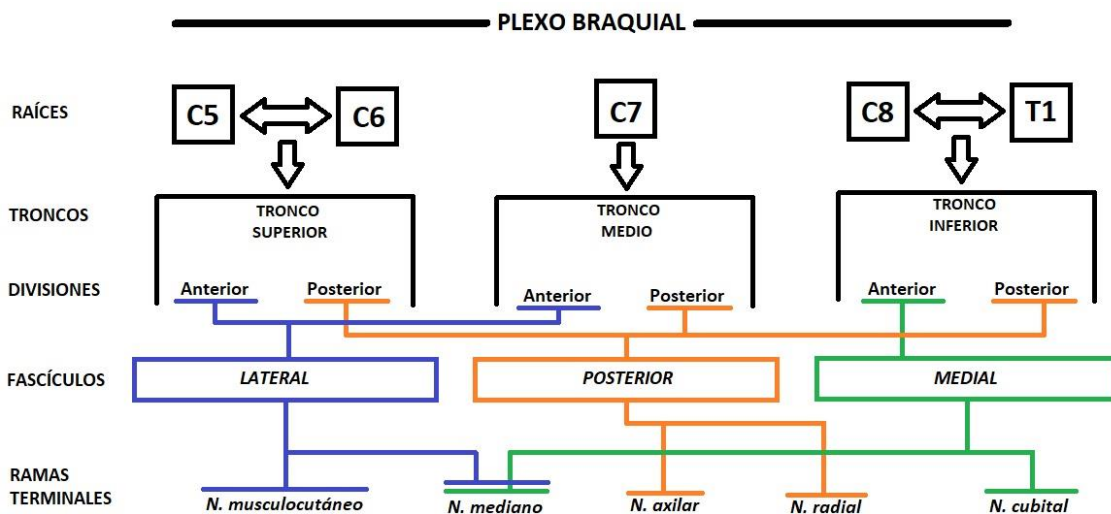 PLEXO BRAQUIAL
RAÍCES
C5
C6
C7
C8
T1
TRONCOS
TRONCO
SUPERIOR
TRONCO
MEDIO
TRONCO
INFERIOR
DIVISIONES
Anterior
Posterior
Anterior
Posterior
Anterior
Posterior
FASCÍCULOS
LATERAL
POSTERIOR
MEDIAL
RAMAS
TERMINALES
N. musculocutáneo
N. mediano
N. axilar
N. radial
N. cubital